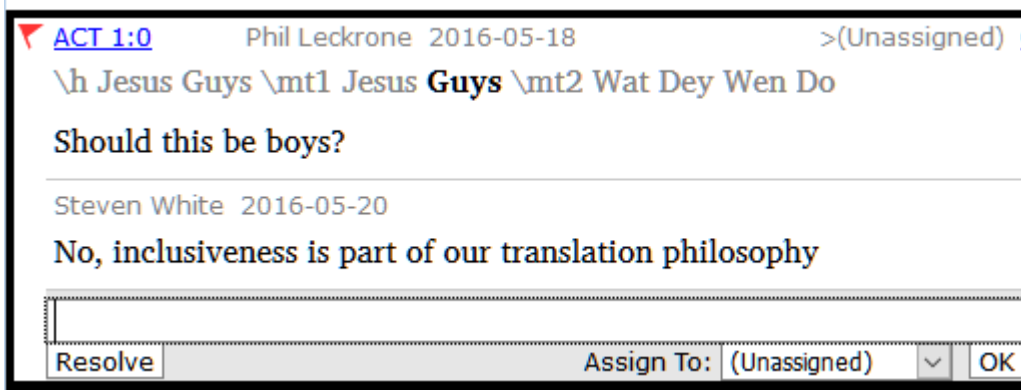 ACT 1:0 Phil Leckrone 2016-05-18 >(Unassigned)
\h Jesus Guys \mt1 Jesus Guys \mt2 Wat Dey Wen Do
Should this be boys?
Steven White 2016-05-20
No, inclusiveness is part of our translation philosophy
Resolve Assign To: (Unassigned) OK